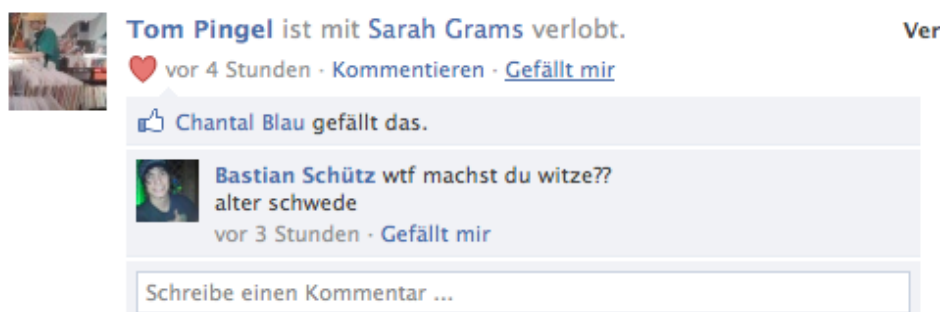 Tom Pingel ist mit Sarah Grams verlobt.
Ver
vor 4 Stunden · Kommentieren · Gefällt mir
Chantal Blau gefällt das.
Bastian Schütz wtf machst du witze??
alter schwede
vor 3 Stunden · Gefällt mir
Schreibe einen Kommentar ...